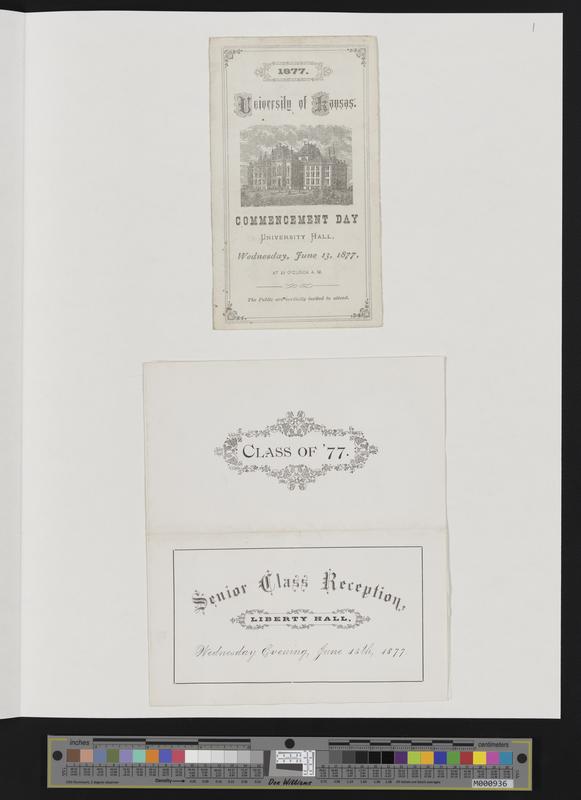 1
1877.
University of Kansas.
COMMENCEMENT DAY
UNIVERSITY HALL,
Wednesday, June 13, 1877,
AT 10 O'CLOCK A. M.
The Public are cordially invited to attend.
CLASS OF '77.
Senior Class Reception,
LIBERTY HALL,
Wednesday Evening, June 13th, 1877
inches
centimeters
Density
Don Williams
M000936